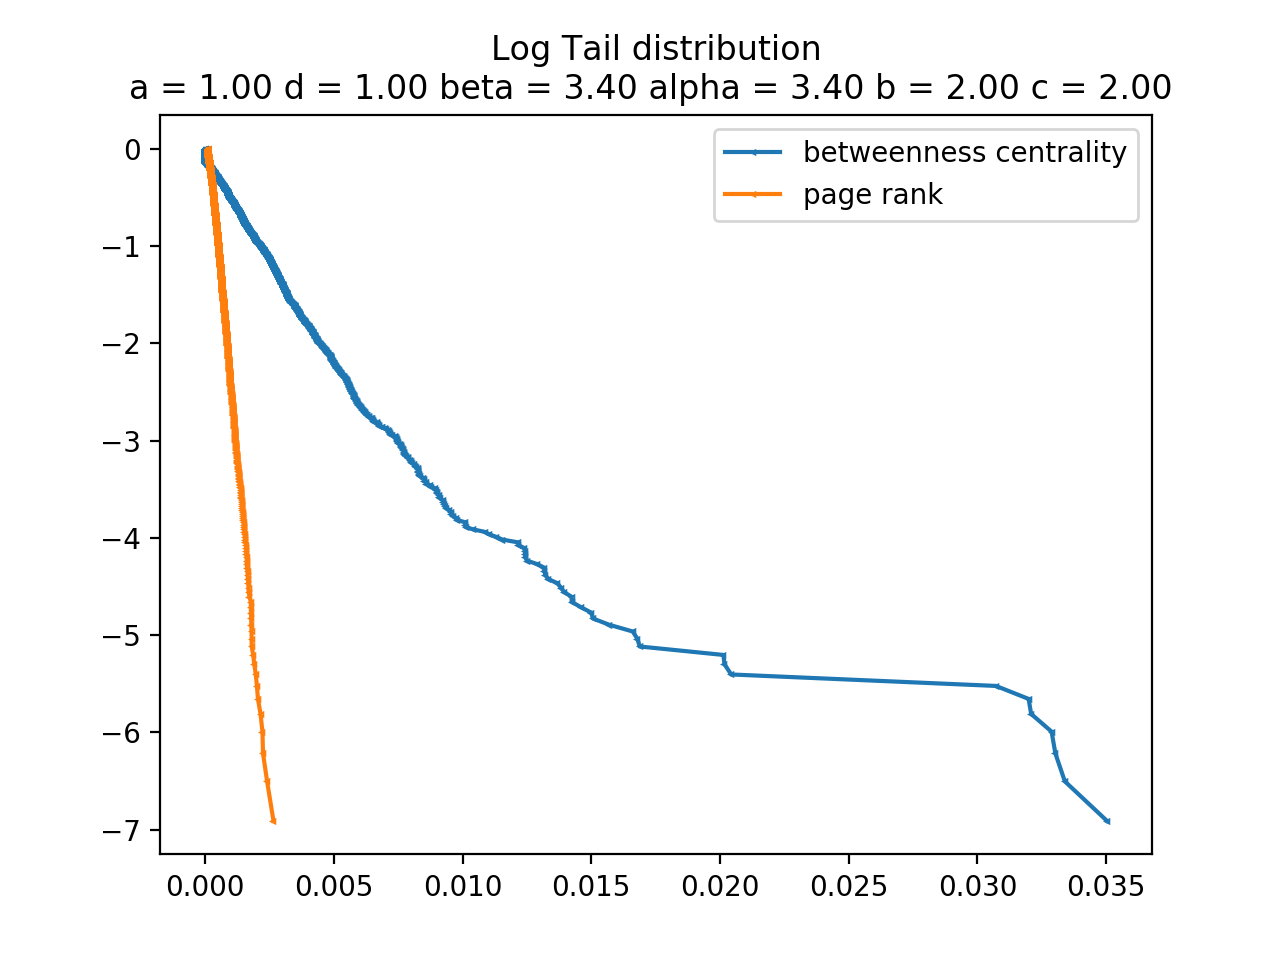 Log Tail distribution
a = 1.00 d = 1.00 beta = 3.40 alpha = 3.40 b = 2.00 c = 2.00
betweenness centrality
page rank
0
−1
−2
−3
−4
−5
−6
−7
0.000 0.005 0.010 0.015 0.020 0.025 0.030 0.035